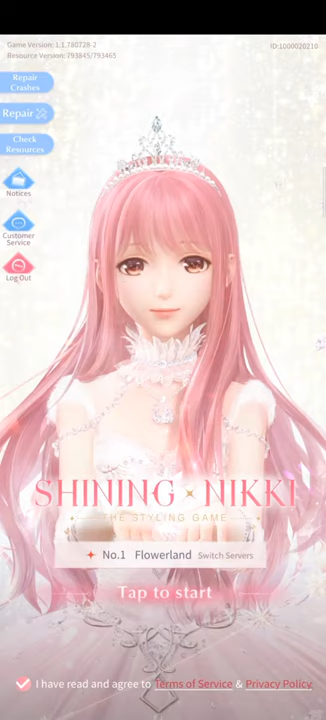 Game Version: 1.1.780728-2
Resource Version: 793845/793465
ID:1000020210
Repair
Crashes
Repair
Check
Resources
Notices
Customer
Service
Log Out
SHINING NIKKI
THE STYLING GAME
No.1 Flowerland Switch Servers
Tap to start
I have read and agree to Terms of Service & Privacy Policy.